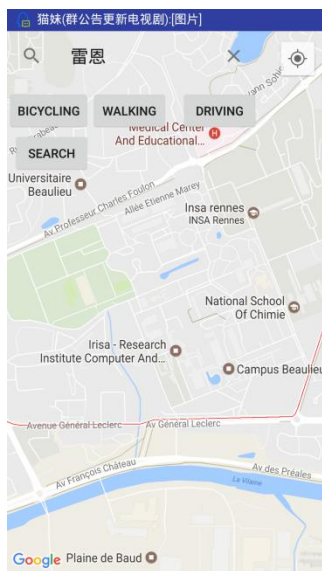 猫妹(群公告更新电视剧):[图片]
雷恩
BICYCLING
WALKING
DRIVING
SEARCH
Medical Center
And Educational...
Universitaire
Beaulieu
Av Professeur Charles Foulon
Allée Etienne Marey
Insa rennes
INSA Rennes
National School
Of Chimie
Irisa - Research
Institute Computer And...
Campus Beaulieu
Avenue Général Leclerc
Av Général Leclerc
Av François Château
Av des Préales
La Vilaine
Google
Plaine de Baud